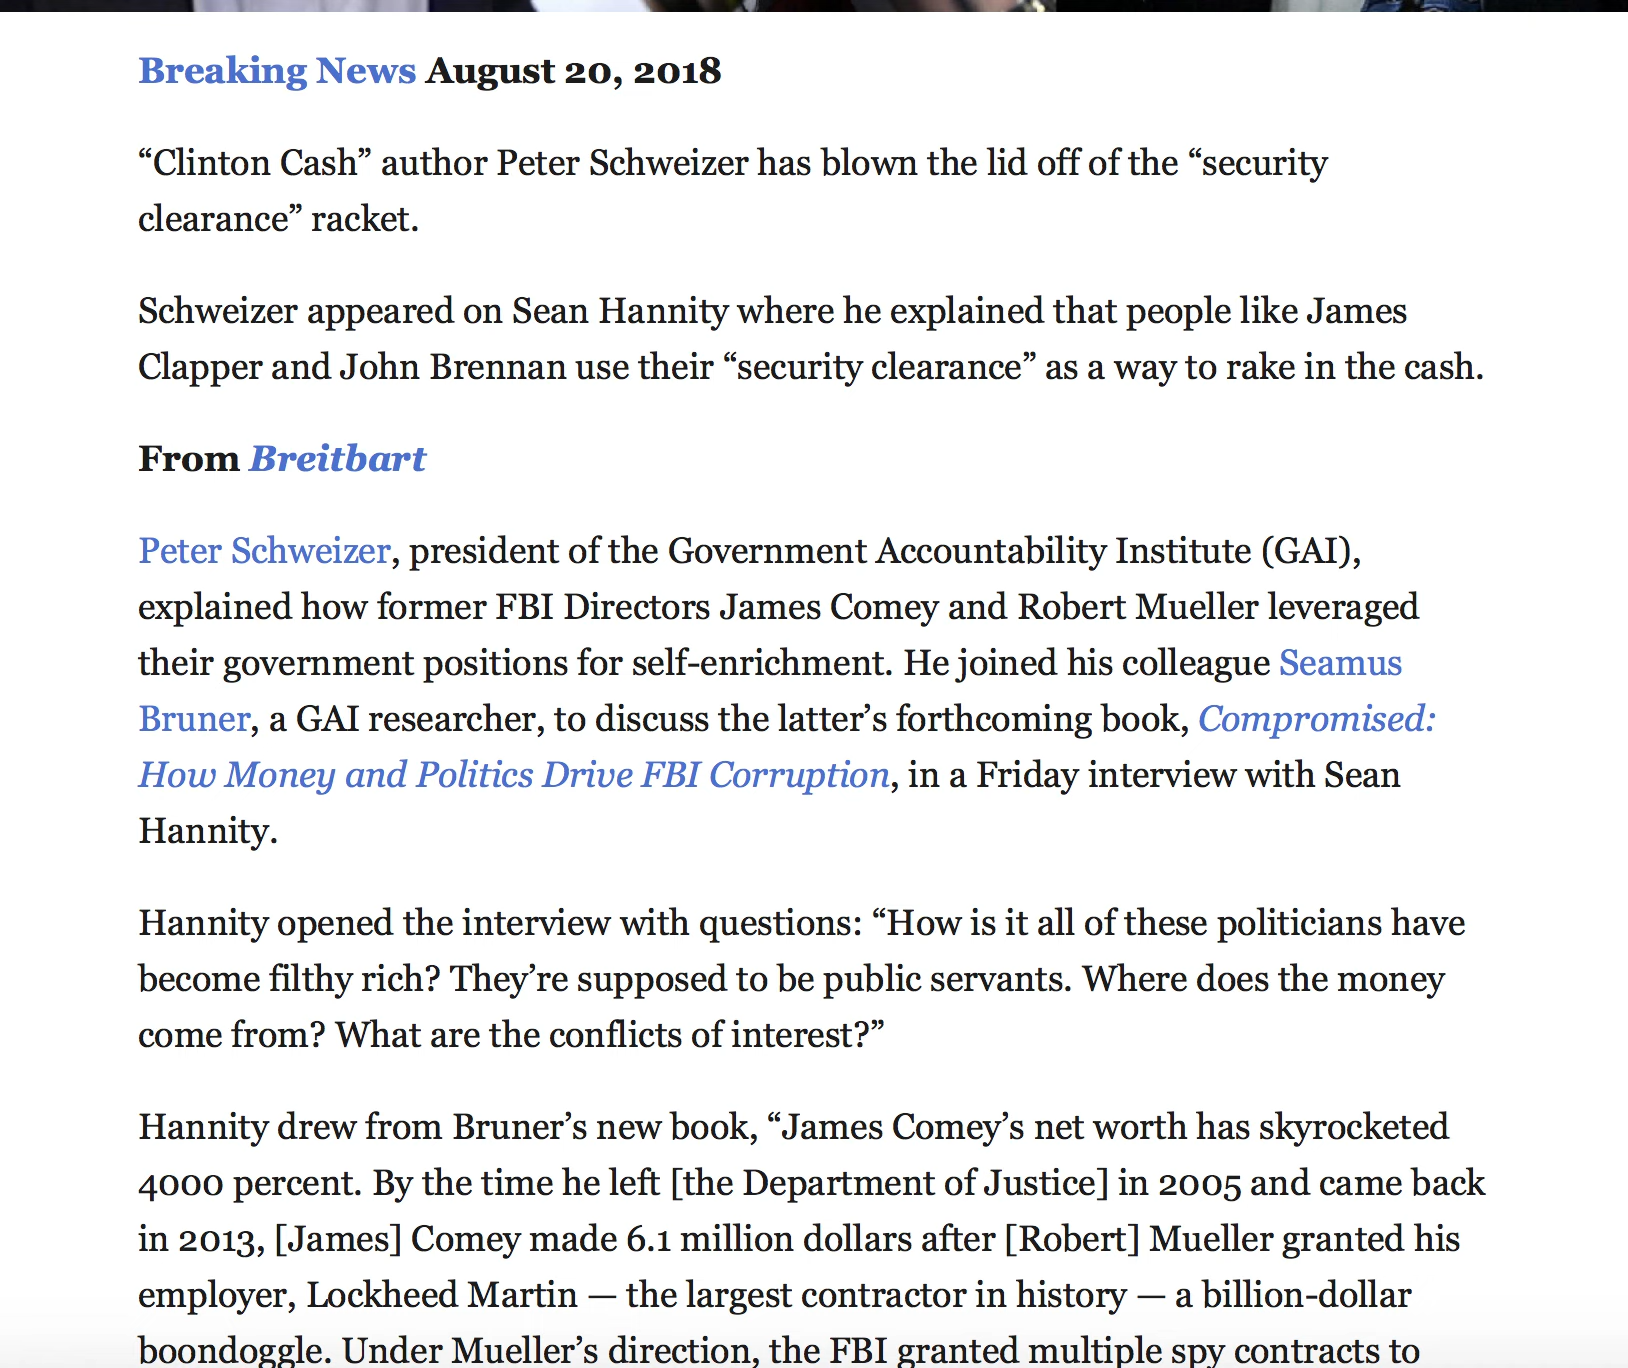 Breaking News August 20, 2018
“Clinton Cash” author Peter Schweizer has blown the lid off of the “security
clearance” racket.
Schweizer appeared on Sean Hannity where he explained that people like James
Clapper and John Brennan use their “security clearance” as a way to rake in the cash.
From Breitbart
Peter Schweizer, president of the Government Accountability Institute (GAI),
explained how former FBI Directors James Comey and Robert Mueller leveraged
their government positions for self-enrichment. He joined his colleague Seamus
Bruner, a GAI researcher, to discuss the latter’s forthcoming book, Compromised:
How Money and Politics Drive FBI Corruption, in a Friday interview with Sean
Hannity.
Hannity opened the interview with questions: “How is it all of these politicians have
become filthy rich? They’re supposed to be public servants. Where does the money
come from? What are the conflicts of interest?”
Hannity drew from Bruner’s new book, “James Comey’s net worth has skyrocketed
4000 percent. By the time he left [the Department of Justice] in 2005 and came back
in 2013, [James] Comey made 6.1 million dollars after [Robert] Mueller granted his
employer, Lockheed Martin — the largest contractor in history — a billion-dollar
boondoggle. Under Mueller’s direction, the FBI granted multiple spy contracts to